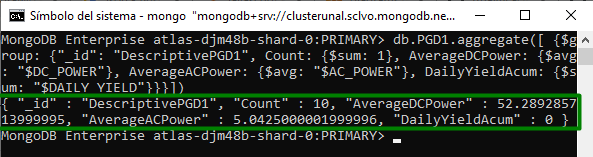 Símbolo del sistema - mongo "mongodb+srv://clusterunal.sclvo.mongodb.ne...
MongoDB Enterprise atlas-djm48b-shard-0:PRIMARY> db.PGD1.aggregate([ {$g
roup: {"_id": "DescriptivePGD1", Count: {$sum: 1}, AverageDCPower: {$avg
: "$DC_POWER"}, AverageACPower: {$avg: "$AC_POWER"}, DailyYieldAcum: {$s
um: "$DAILY_YIELD"}}}])
{ "_id" : "DescriptivePGD1", "Count" : 10, "AverageDCPower" : 52.2892857
13999995, "AverageACPower" : 5.0425000001999996, "DailyYieldAcum" : 0 }
MongoDB Enterprise atlas-djm48b-shard-0:PRIMARY>